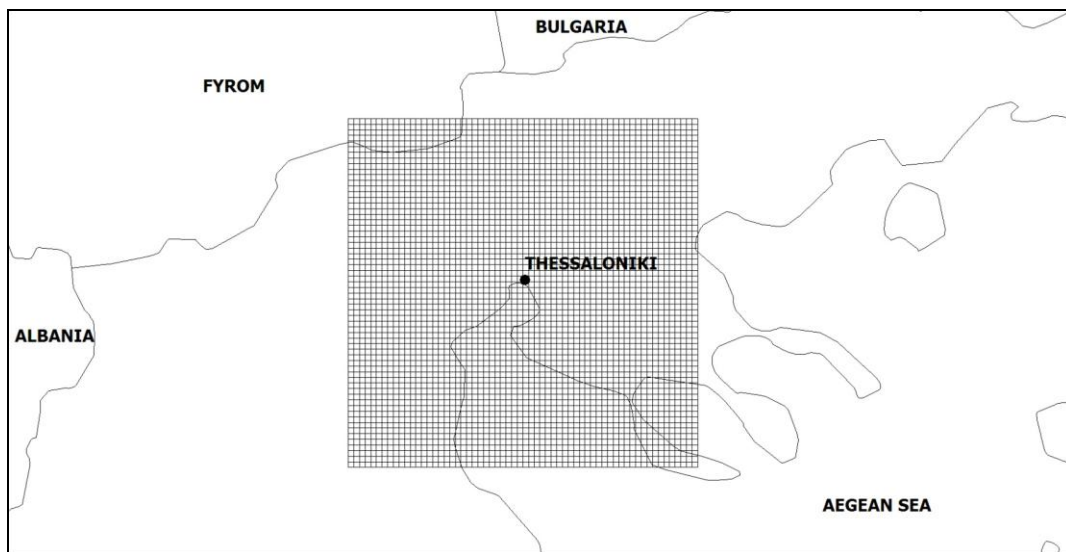 BULGARIA
FYROM
THESSALONIKI
ALBANIA
AEGEAN SEA